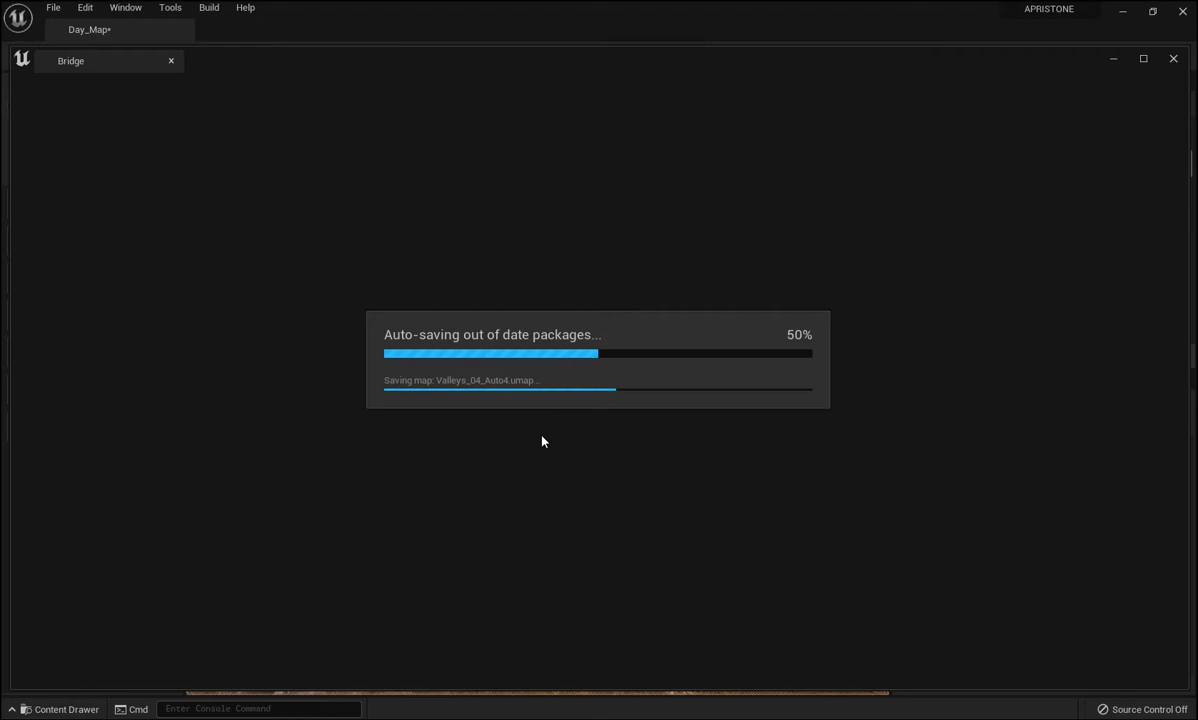 File Edit Window Tools Build Help
APRISTONE
Day_Map*
Bridge
Auto-saving out of date packages... 50%
Saving map: Valleys_04_Auto4.umap...
Content Drawer
Cmd
Enter Console Command
Source Control Off